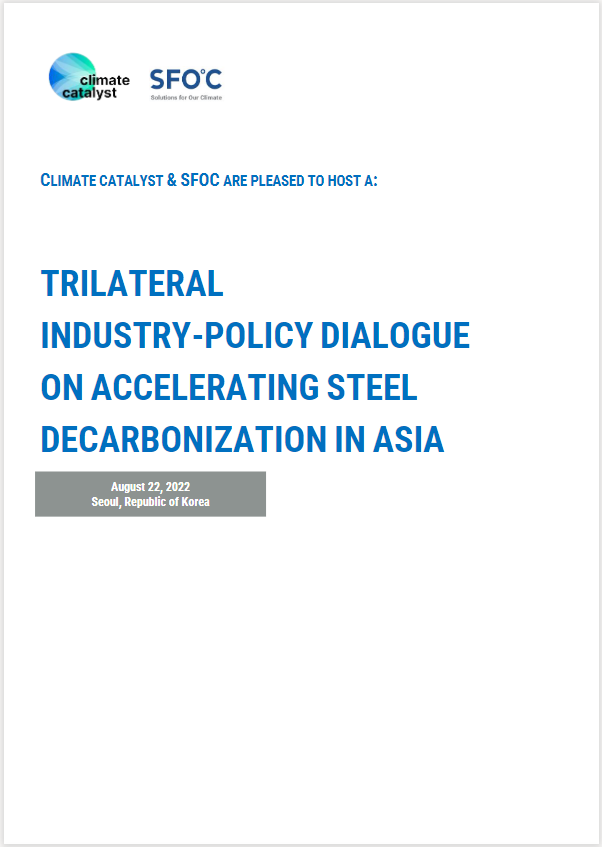 climate
catalyst
SFO°C
Solutions for Our Climate
CLIMATE CATALYST & SFOC ARE PLEASED TO HOST A:
TRILATERAL
INDUSTRY-POLICY DIALOGUE
ON ACCELERATING STEEL
DECARBONIZATION IN ASIA
August 22, 2022
Seoul, Republic of Korea